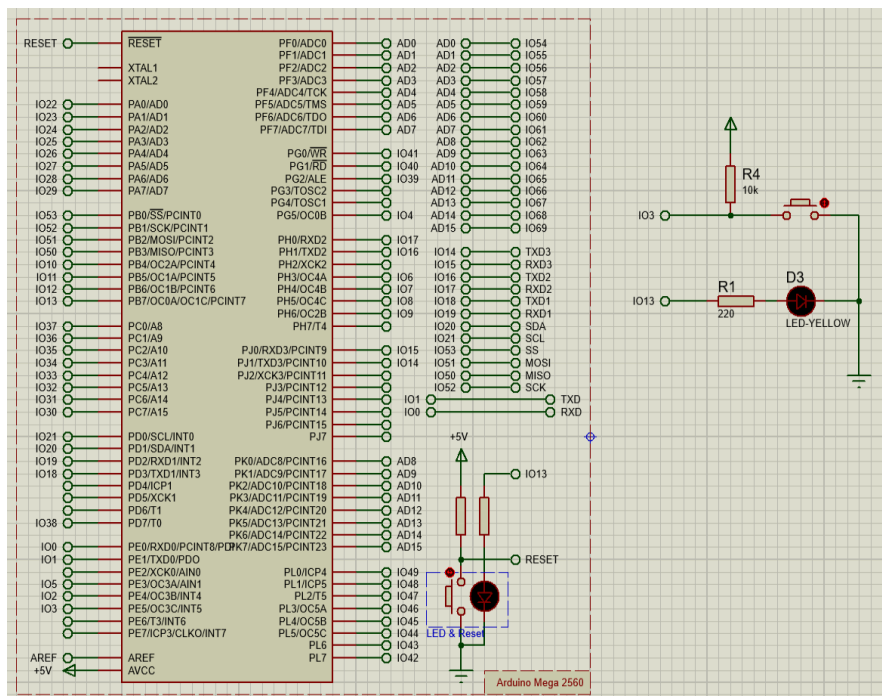 RESET
RESET
XTAL1
XTAL2
IO22 PA0/AD0
IO23 PA1/AD1
IO24 PA2/AD2
IO25 PA3/AD3
IO26 PA4/AD4
IO27 PA5/AD5
IO28 PA6/AD6
IO29 PA7/AD7
IO53 PB0/SS/PCINT0
IO52 PB1/SCK/PCINT1
IO51 PB2/MOSI/PCINT2
IO50 PB3/MISO/PCINT3
IO10 PB4/OC2A/PCINT4
IO11 PB5/OC1A/PCINT5
IO12 PB6/OC1B/PCINT6
IO13 PB7/OC0A/OC1C/PCINT7
IO37 PC0/A8
IO36 PC1/A9
IO35 PC2/A10
IO34 PC3/A11
IO33 PC4/A12
IO32 PC5/A13
IO31 PC6/A14
IO30 PC7/A15
IO21 PD0/SCL/INT0
IO20 PD1/SDA/INT1
IO19 PD2/RXD1/INT2
IO18 PD3/TXD1/INT3
PD4/ICP1
PD5/XCK1
PD6/T1
IO38 PD7/T0
IO0 PE0/RXD0/PCINT8/PDI
IO1 PE1/TXD0/PDO
PE2/XCK0/AIN0
IO5 PE3/OC3A/AIN1
IO2 PE4/OC3B/INT4
IO3 PE5/OC3C/INT5
PE6/T3/INT6
PE7/ICP3/CLKO/INT7
AREF AREF
+5V AVCC
PF0/ADC0 AD0
PF1/ADC1 AD1
PF2/ADC2 AD2
PF3/ADC3 AD3
PF4/ADC4/TCK AD4
PF5/ADC5/TMS AD5
PF6/ADC6/TDO AD6
PF7/ADC7/TDI AD7
PG0/WR IO41
PG1/RD IO40
PG2/ALE IO39
PG3/TOSC2
PG4/TOSC1
PG5/OC0B IO4
PH0/RXD2 IO17
PH1/TXD2 IO16
PH2/XCK2
PH3/OC4A IO6
PH4/OC4B IO7
PH5/OC4C IO8
PH6/OC2B IO9
PH7/T4
PJ0/RXD3/PCINT9 IO15
PJ1/TXD3/PCINT10 IO14
PJ2/XCK3/PCINT11
PJ3/PCINT12
PJ4/PCINT13
PJ5/PCINT14
PJ6/PCINT15
PJ7
PK0/ADC8/PCINT16 AD8
PK1/ADC9/PCINT17 AD9
PK2/ADC10/PCINT18 AD10
PK3/ADC11/PCINT19 AD11
PK4/ADC12/PCINT20 AD12
PK5/ADC13/PCINT21 AD13
PK6/ADC14/PCINT22 AD14
PK7/ADC15/PCINT23 AD15
PL0/ICP4 IO49
PL1/ICP5 IO48
PL2/T5 IO47
PL3/OC5A IO46
PL4/OC5B IO45
PL5/OC5C IO44
PL6 IO43
PL7 IO42
AD0 IO54
AD1 IO55
AD2 IO56
AD3 IO57
AD4 IO58
AD5 IO59
AD6 IO60
AD7 IO61
AD8 IO62
AD9 IO63
AD10 IO64
AD11 IO65
AD12 IO66
AD13 IO67
AD14 IO68
AD15 IO69
IO14 TXD3
IO15 RXD3
IO16 TXD2
IO17 RXD2
IO18 TXD1
IO19 RXD1
IO20 SDA
IO21 SCL
IO53 SS
IO51 MOSI
IO50 MISO
IO52 SCK
IO1 TXD
IO0 RXD
+5V
IO13
RESET
LED & Reset
Arduino Mega 2560
R4
10k
IO3
R1
D3
IO13
220
LED-YELLOW